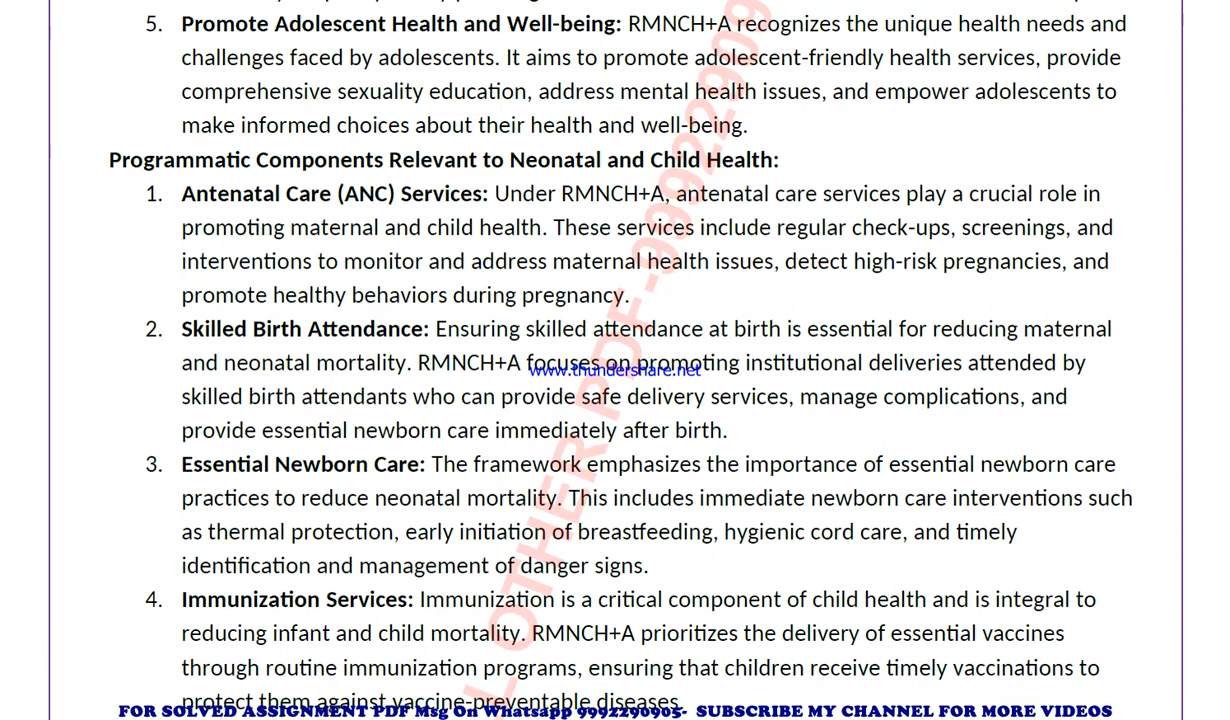 5. Promote Adolescent Health and Well-being: RMNCH+A recognizes the unique health needs and
challenges faced by adolescents. It aims to promote adolescent-friendly health services, provide
comprehensive sexuality education, address mental health issues, and empower adolescents to
make informed choices about their health and well-being.
Programmatic Components Relevant to Neonatal and Child Health:
1. Antenatal Care (ANC) Services: Under RMNCH+A, antenatal care services play a crucial role in
promoting maternal and child health. These services include regular check-ups, screenings, and
interventions to monitor and address maternal health issues, detect high-risk pregnancies, and
promote healthy behaviors during pregnancy.
2. Skilled Birth Attendance: Ensuring skilled attendance at birth is essential for reducing maternal
and neonatal mortality. RMNCH+A focuses on promoting institutional deliveries attended by
www.thundershare.net
skilled birth attendants who can provide safe delivery services, manage complications, and
provide essential newborn care immediately after birth.
3. Essential Newborn Care: The framework emphasizes the importance of essential newborn care
practices to reduce neonatal mortality. This includes immediate newborn care interventions such
as thermal protection, early initiation of breastfeeding, hygienic cord care, and timely
identification and management of danger signs.
4. Immunization Services: Immunization is a critical component of child health and is integral to
reducing infant and child mortality. RMNCH+A prioritizes the delivery of essential vaccines
through routine immunization programs, ensuring that children receive timely vaccinations to
protect them against vaccine-preventable diseases.
FOR SOLVED ASSIGNMENT PDF Msg On Whatsapp 9992290905- SUBSCRIBE MY CHANNEL FOR MORE VIDEOS
L OTHER PDF-99922909